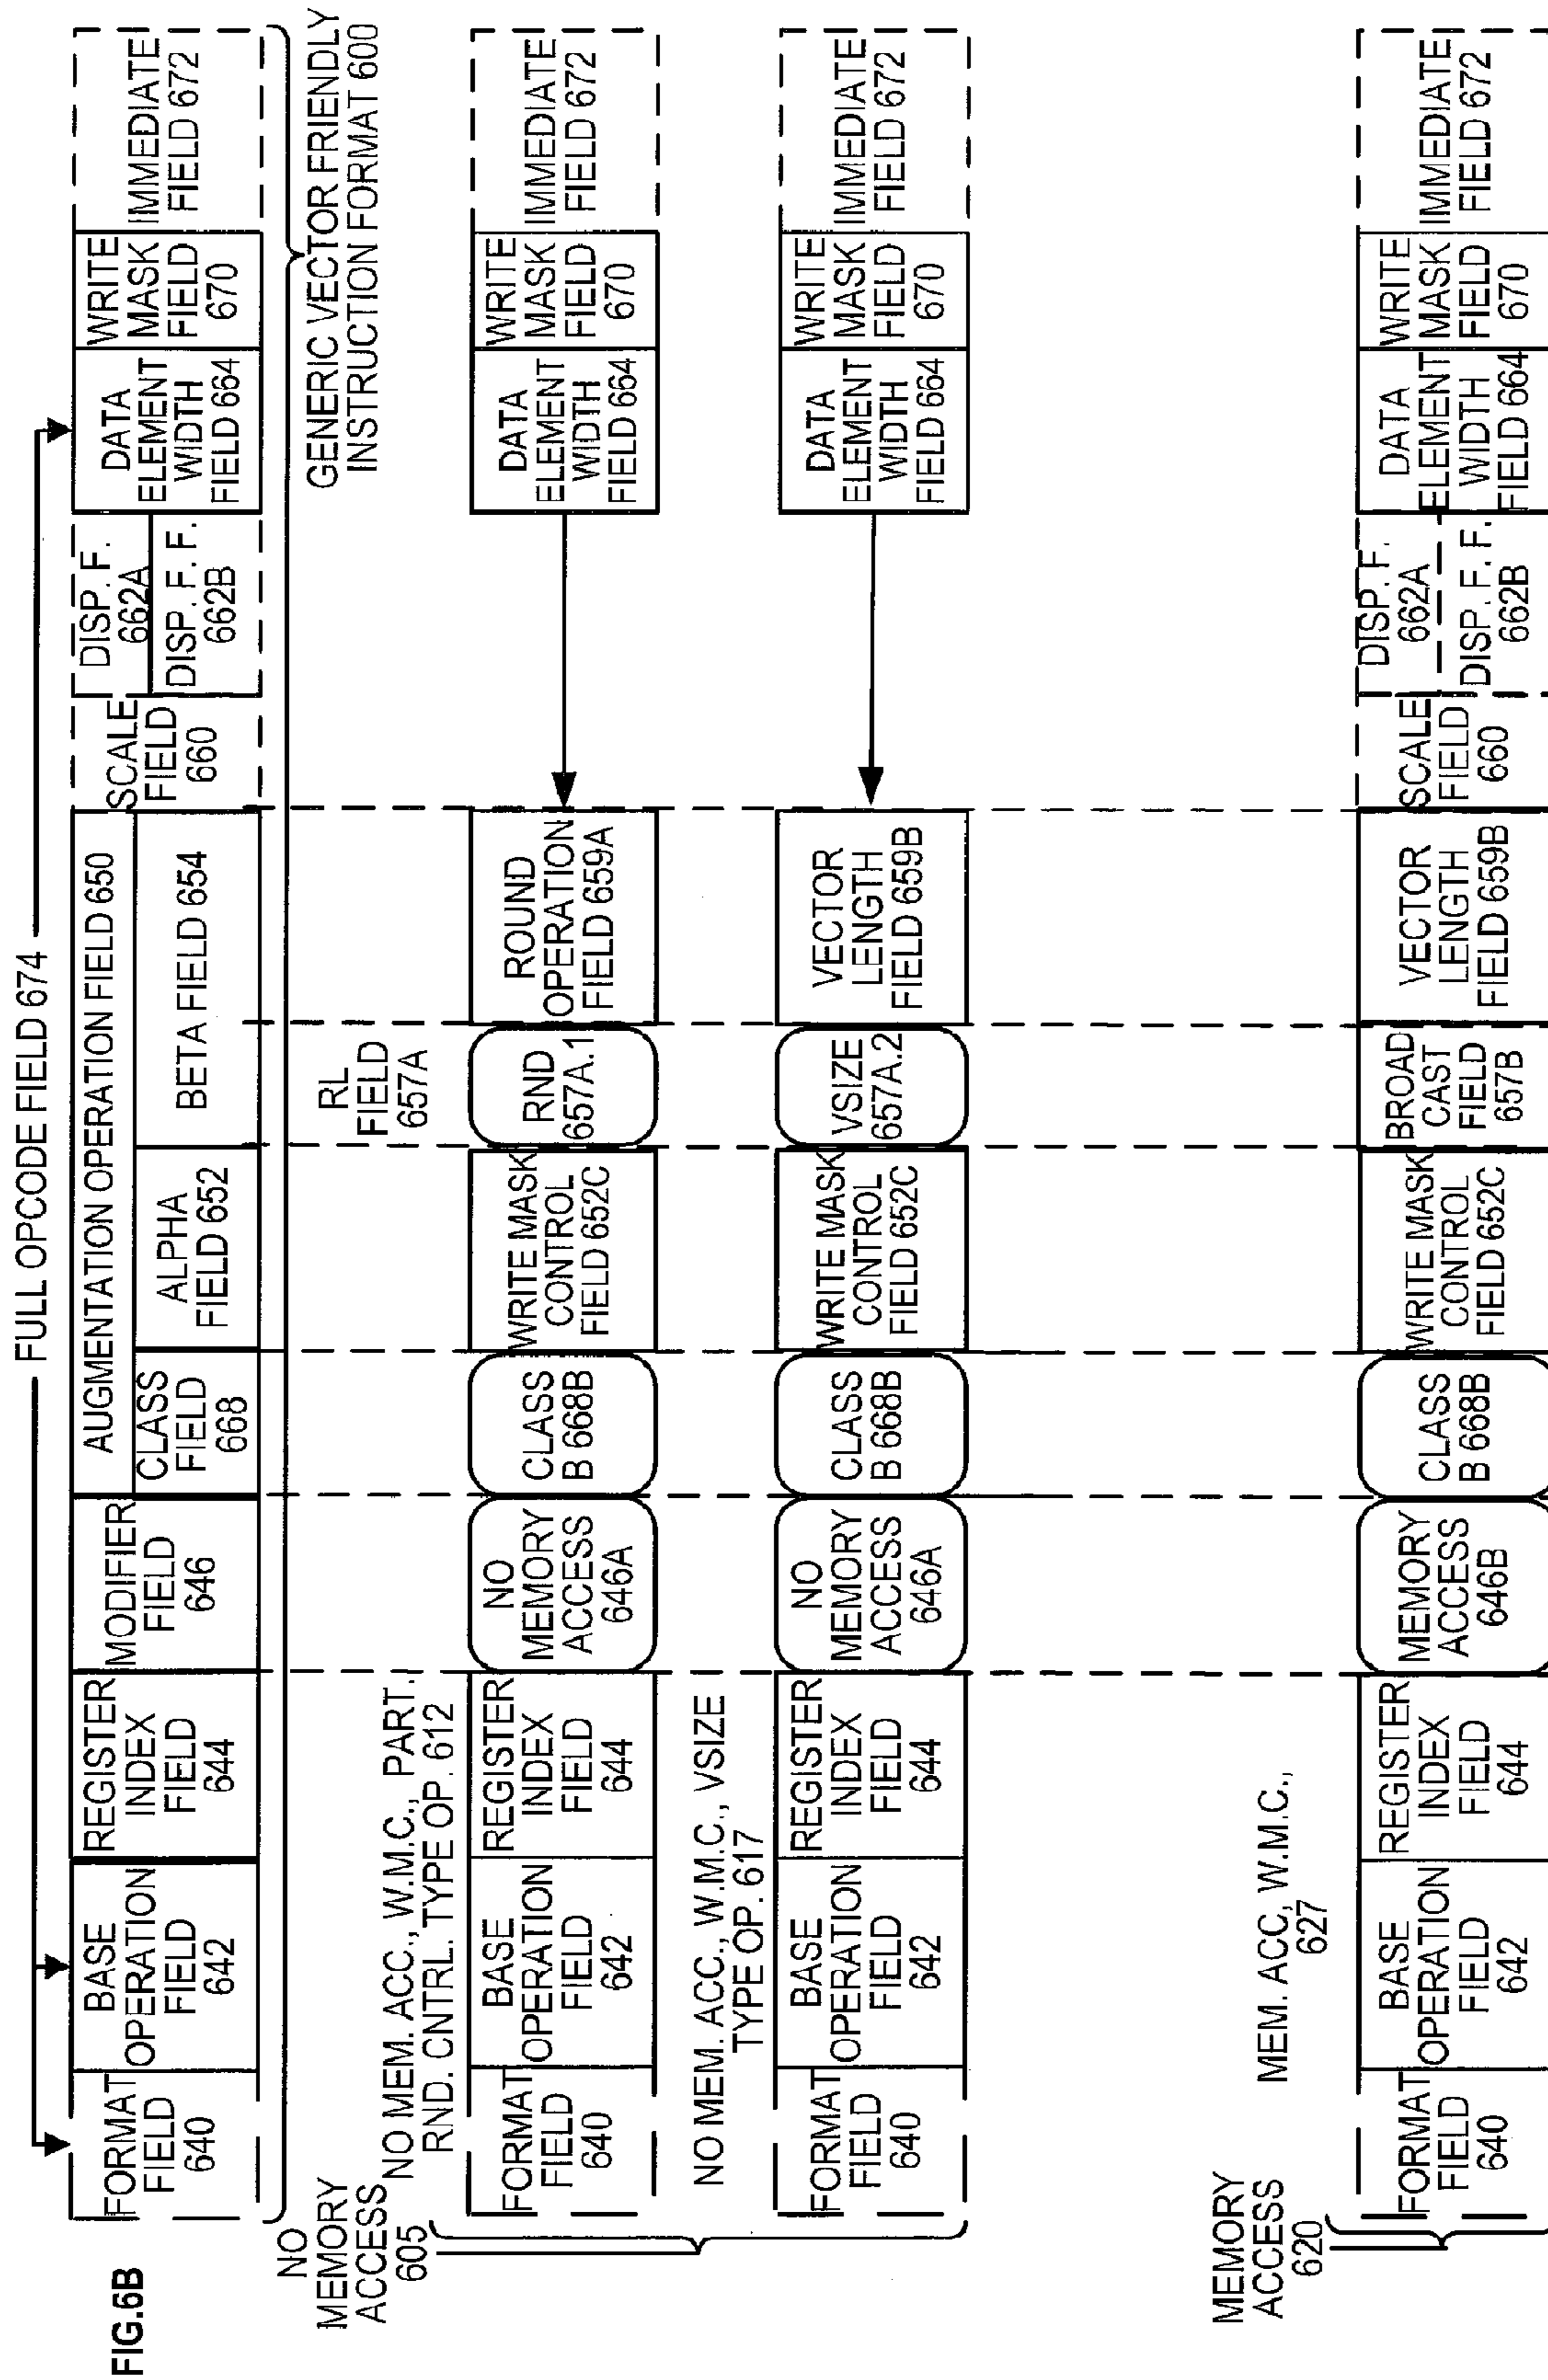 FIG.6B
FULL OPCODE FIELD 674
FORMAT
FIELD
640
BASE
OPERATION
FIELD
642
REGISTER
INDEX
FIELD
644
MODIFIER
FIELD
646
AUGMENTATION OPERATION FIELD 650
CLASS
FIELD
668
ALPHA
FIELD 652
BETA FIELD 654
SCALE
FIELD
660
DISP. F.
662A
DISP. F. F.
662B
DATA
ELEMENT
WIDTH
FIELD 664
WRITE
MASK
FIELD
670
IMMEDIATE
FIELD 672
GENERIC VECTOR FRIENDLY
INSTRUCTION FORMAT 600
NO
MEMORY
ACCESS
605
RL
FIELD
657A
NO MEM. ACC., W.M.C., PART.
RND. CNTRL. TYPE OP. 612
FORMAT
FIELD
640
BASE
OPERATION
FIELD
642
REGISTER
INDEX
FIELD
644
NO
MEMORY
ACCESS
646A
CLASS
B 668B
WRITE MASK
CONTROL
FIELD 652C
RND
657A.1
ROUND
OPERATION
FIELD 659A
DATA
ELEMENT
WIDTH
FIELD 664
WRITE
MASK
FIELD
670
IMMEDIATE
FIELD 672
NO MEM. ACC., W.M.C., VSIZE
TYPE OP. 617
FORMAT
FIELD
640
BASE
OPERATION
FIELD
642
REGISTER
INDEX
FIELD
644
NO
MEMORY
ACCESS
646A
CLASS
B 668B
WRITE MASK
CONTROL
FIELD 652C
VSIZE
657A.2
VECTOR
LENGTH
FIELD 659B
DATA
ELEMENT
WIDTH
FIELD 664
WRITE
MASK
FIELD
670
IMMEDIATE
FIELD 672
MEMORY
ACCESS
620
MEM. ACC, W.M.C.,
627
FORMAT
FIELD
640
BASE
OPERATION
FIELD
642
REGISTER
INDEX
FIELD
644
MEMORY
ACCESS
646B
CLASS
B 668B
WRITE MASK
CONTROL
FIELD 652C
BROAD
CAST
FIELD
657B
VECTOR
LENGTH
FIELD 659B
SCALE
FIELD
660
DISP. F.
662A
DISP. F. F.
662B
DATA
ELEMENT
WIDTH
FIELD 664
WRITE
MASK
FIELD
670
IMMEDIATE
FIELD 672